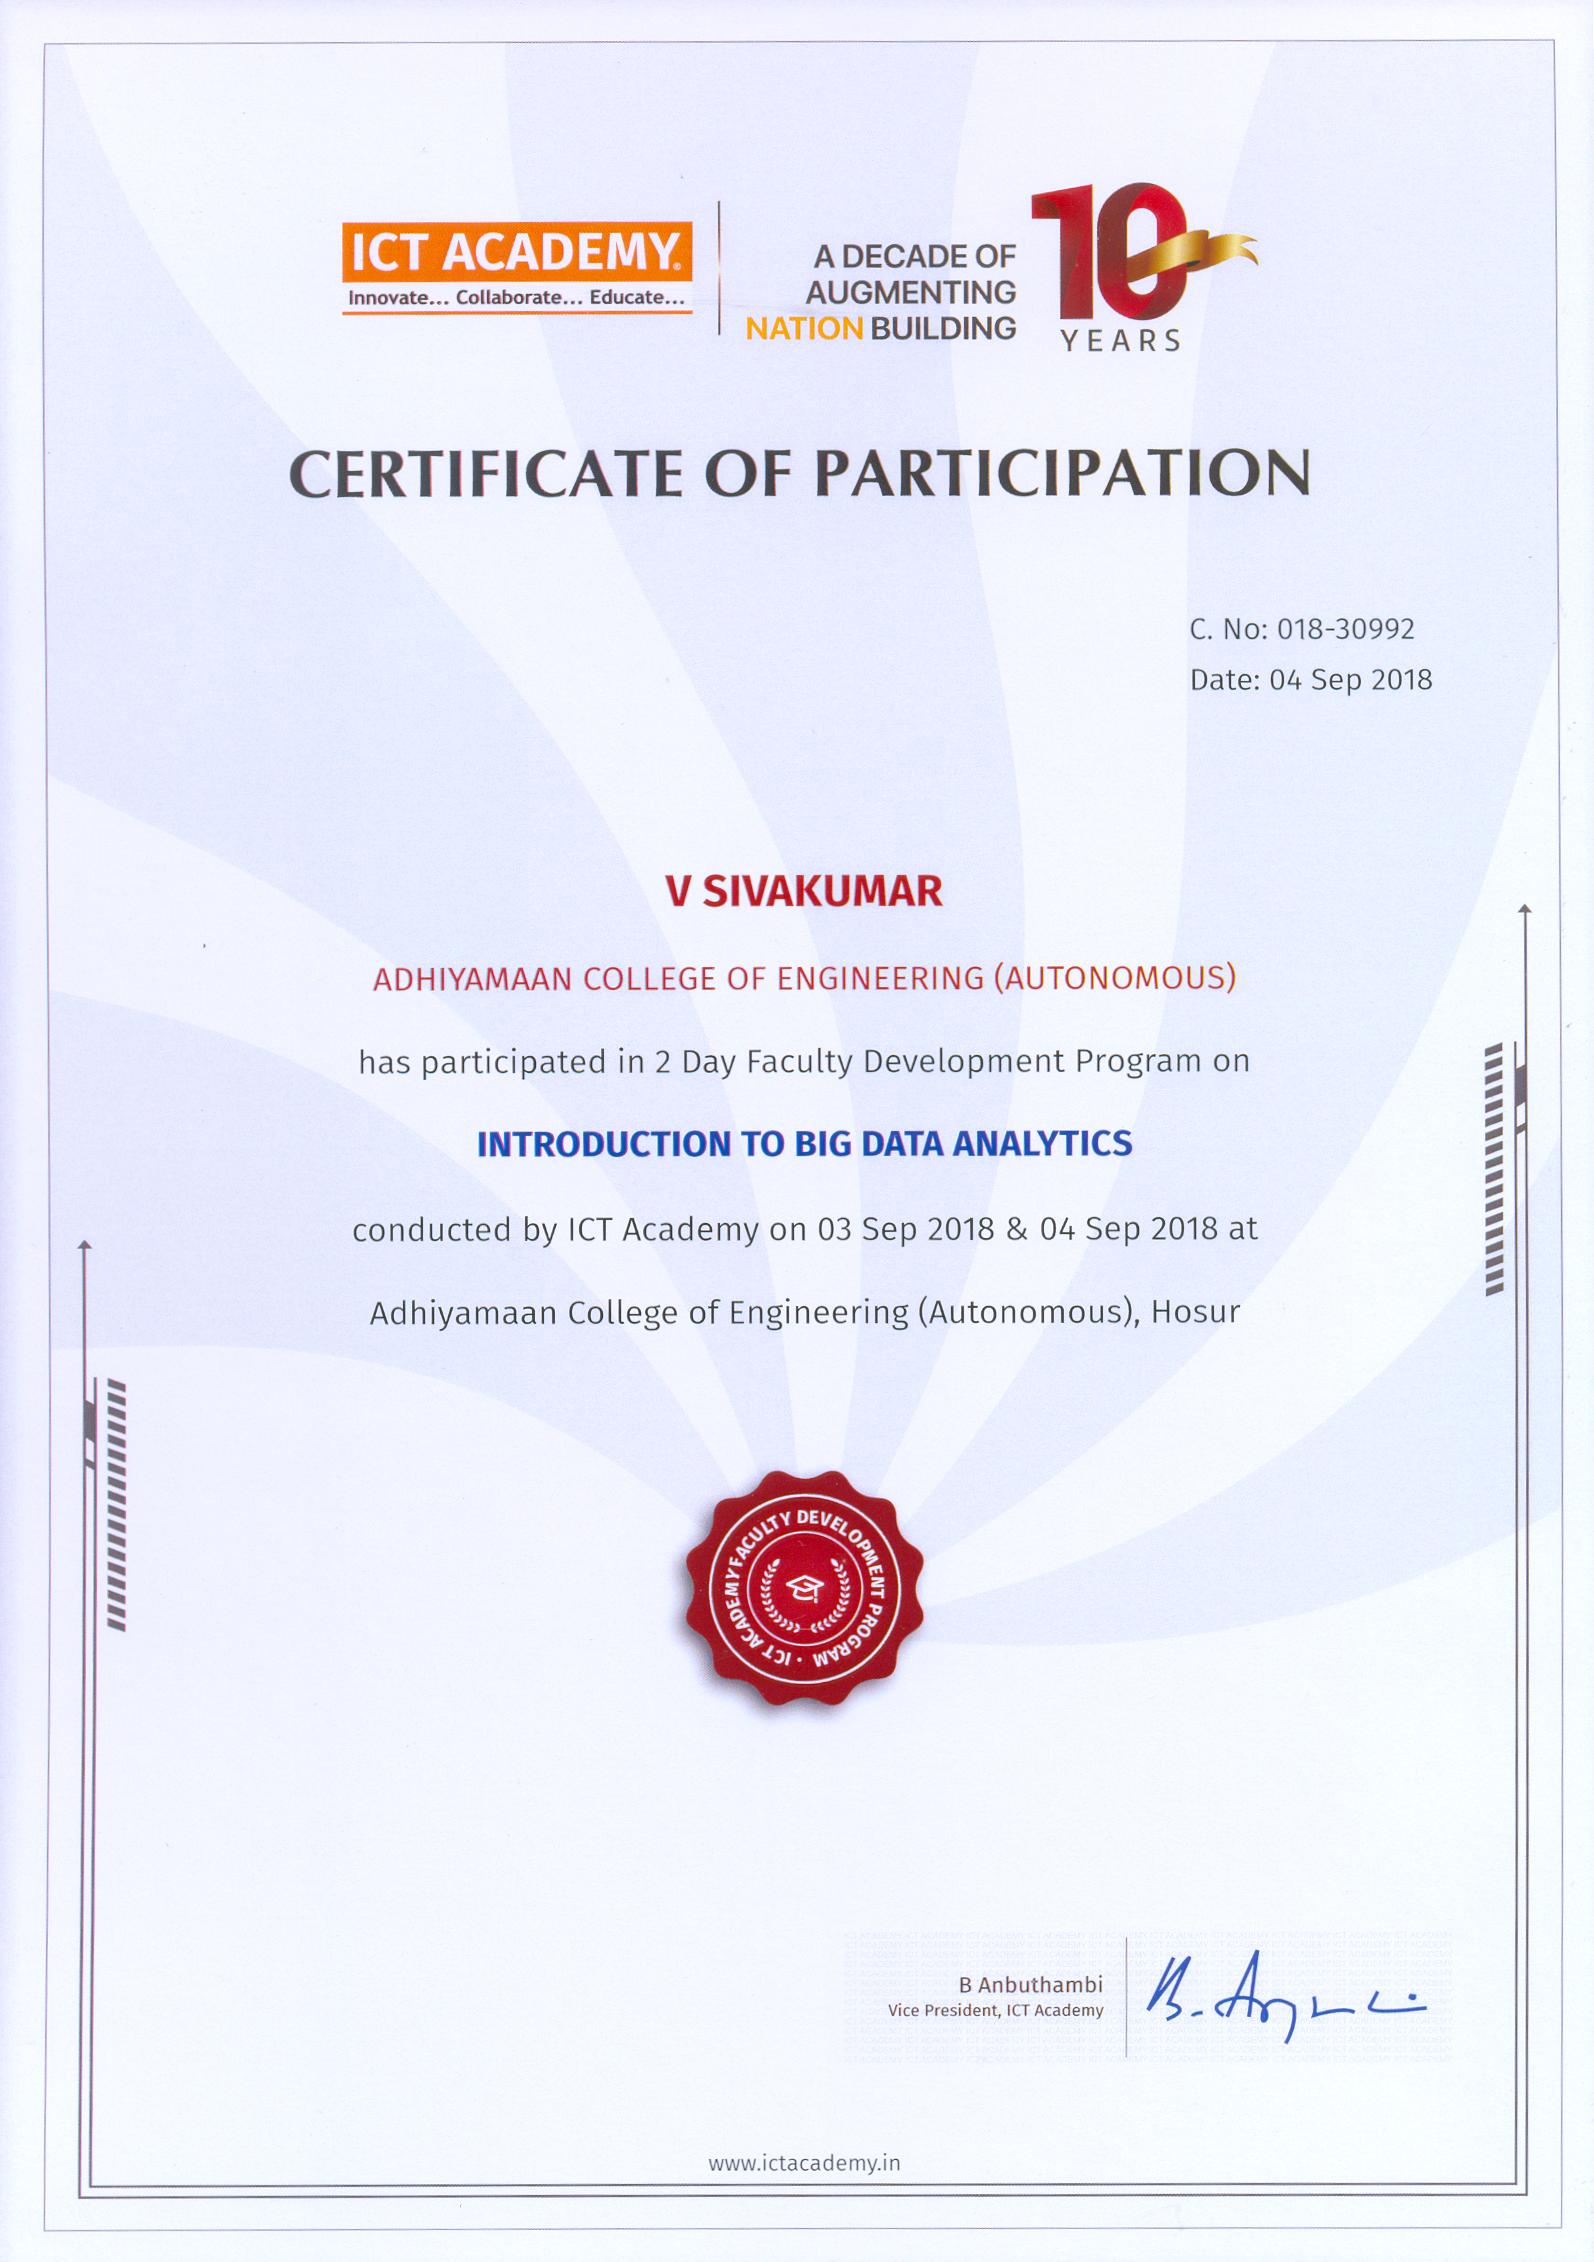 ICT ACADEMY®
Innovate... Collaborate... Educate...
A DECADE OF
AUGMENTING
NATION BUILDING
10
YEARS
CERTIFICATE OF PARTICIPATION
C. No: 018-30992
Date: 04 Sep 2018
V SIVAKUMAR
ADHIYAMAAN COLLEGE OF ENGINEERING (AUTONOMOUS)
has participated in 2 Day Faculty Development Program on
INTRODUCTION TO BIG DATA ANALYTICS
conducted by ICT Academy on 03 Sep 2018 & 04 Sep 2018 at
Adhiyamaan College of Engineering (Autonomous), Hosur
ICT ACADEMY FACULTY DEVELOPMENT PROGRAM •
B Anbuthambi
Vice President, ICT Academy
www.ictacademy.in